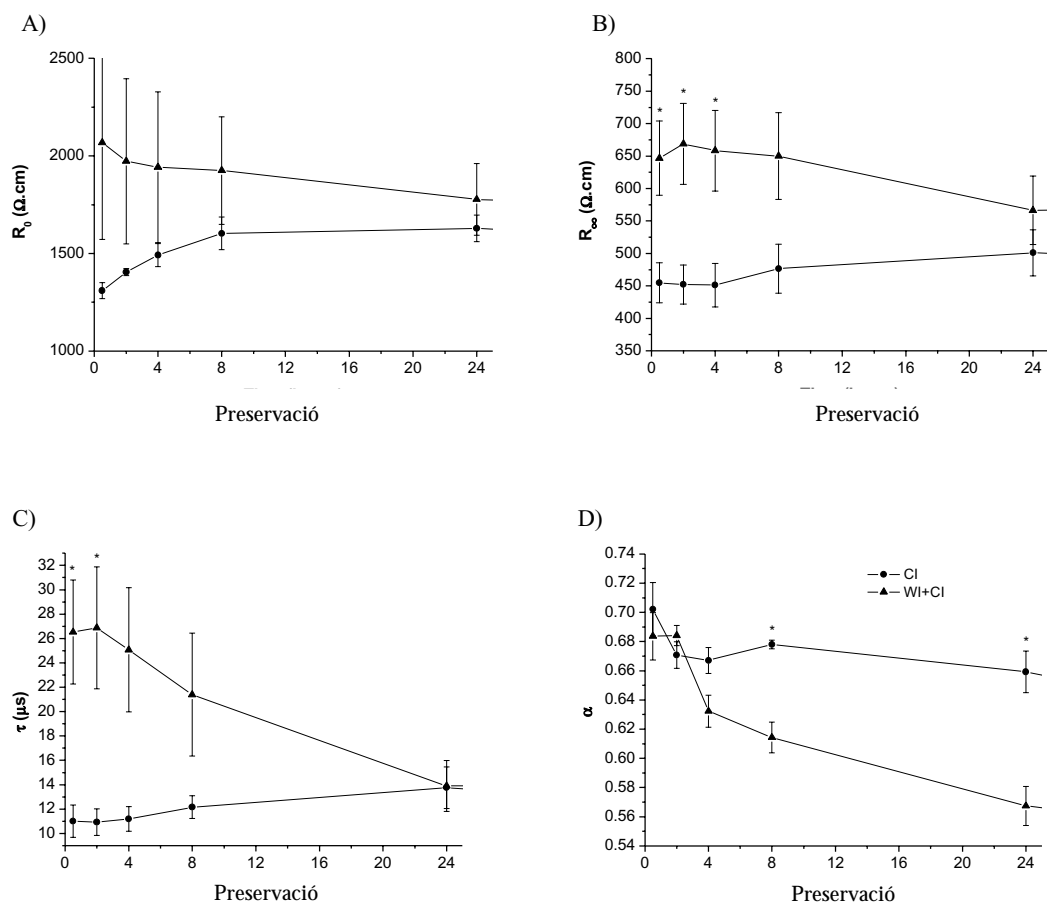 A)
B)
2500
2000
1500
1000
R0 (Ω.cm)
0 4 8 12 16 20 24
Preservació
800
750
700
650
600
550
500
450
400
350
R∞ (Ω.cm)
* * *
0 4 8 12 16 20 24
Preservació
C)
D)
32
30
28
26
24
22
20
18
16
14
12
10
τ (μs)
* *
0 4 8 12 16 20 24
Preservació
0.74
0.72
0.70
0.68
0.66
0.64
0.62
0.60
0.58
0.56
0.54
α
CI
WI+CI
* *
0 4 8 12 16 20 24
Preservació